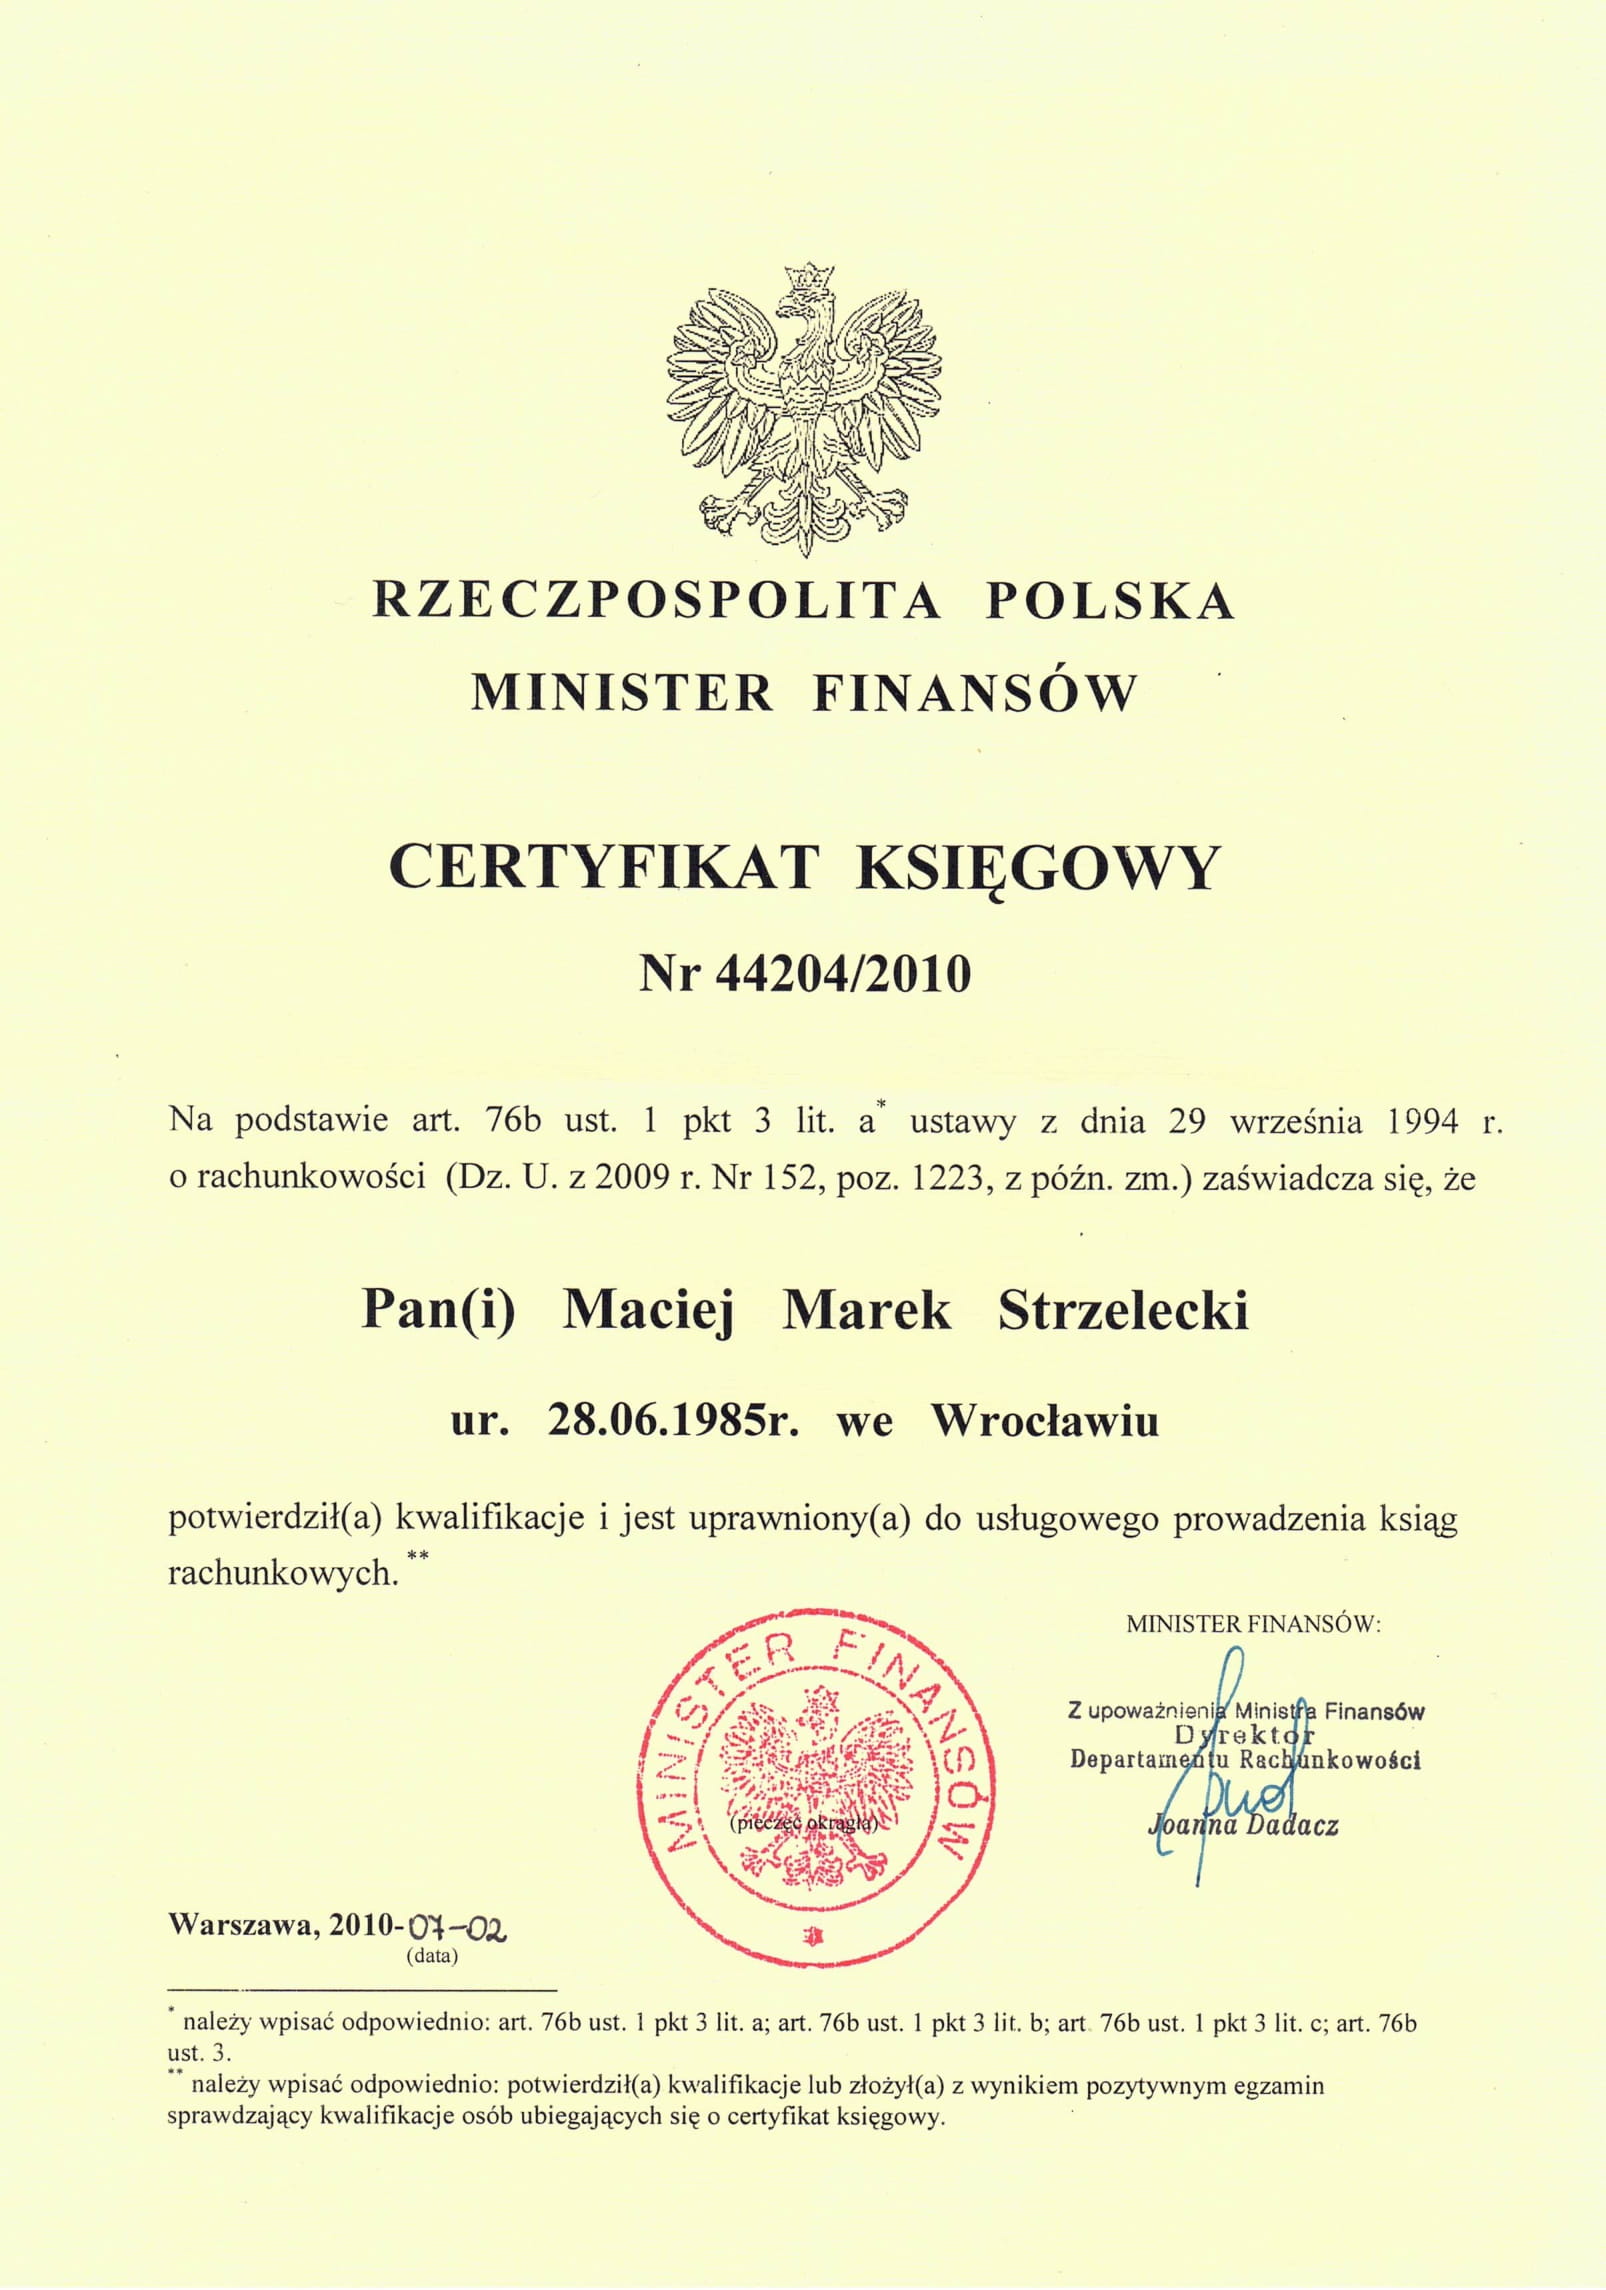 RZECZPOSPOLITA POLSKA
MINISTER FINANSÓW
CERTYFIKAT KSIĘGOWY
Nr 44204/2010
Na podstawie art. 76b ust. 1 pkt 3 lit. a* ustawy z dnia 29 września 1994 r.
o rachunkowości (Dz. U. z 2009 r. Nr 152, poz. 1223, z późn. zm.) zaświadcza się, że
Pan(i) Maciej Marek Strzelecki
ur. 28.06.1985r. we Wrocławiu
potwierdził(a) kwalifikacje i jest uprawniony(a) do usługowego prowadzenia ksiąg
rachunkowych.**
MINISTER FINANSÓW
(pieczęć okrągła)
MINISTER FINANSÓW:
Z upoważnienia Ministra Finansów
Dyrektor
Departamentu Rachunkowości
Joanna Dadacz
Warszawa, 2010-07-02
(data)
* należy wpisać odpowiednio: art. 76b ust. 1 pkt 3 lit. a; art. 76b ust. 1 pkt 3 lit. b; art. 76b ust. 1 pkt 3 lit. c; art. 76b
ust. 3.
** należy wpisać odpowiednio: potwierdził(a) kwalifikacje lub złożył(a) z wynikiem pozytywnym egzamin
sprawdzający kwalifikacje osób ubiegających się o certyfikat księgowy.